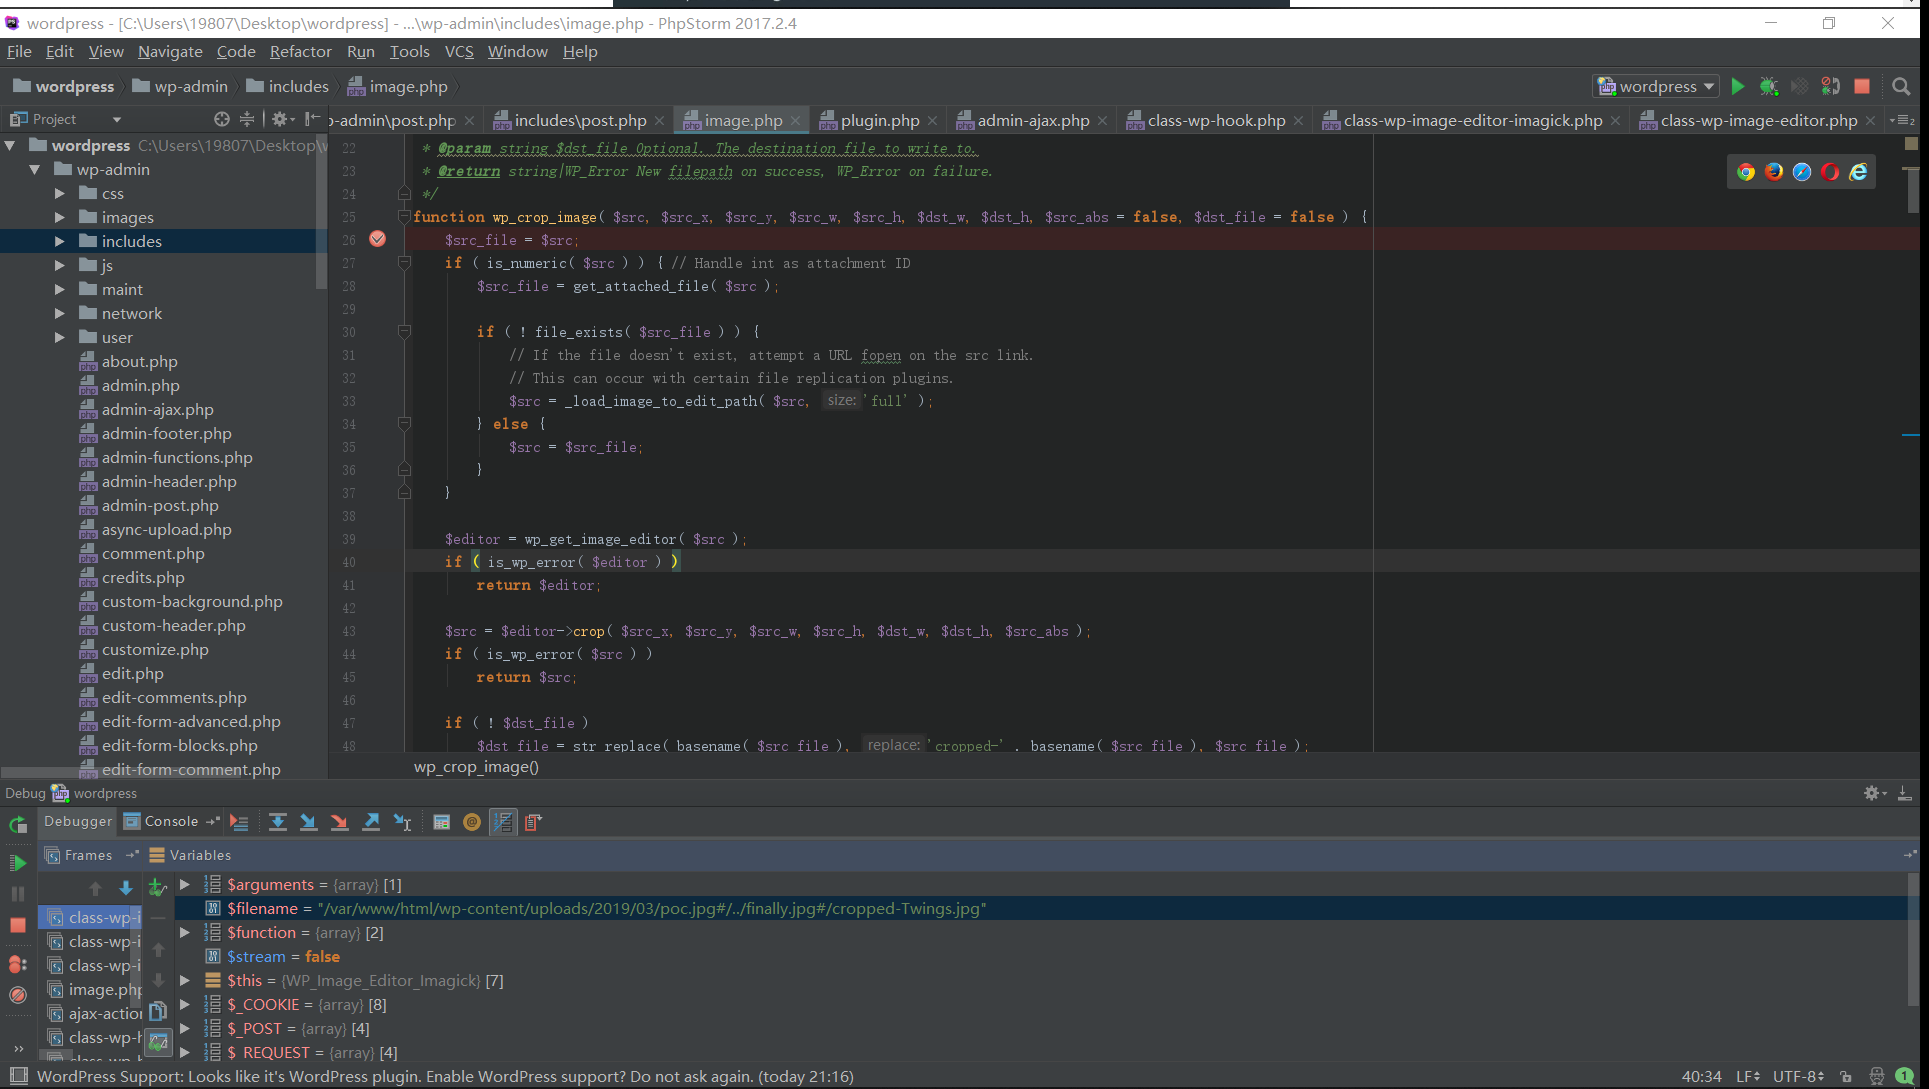 wordpress - [C:\Users\19807\Desktop\wordpress] - ...\wp-admin\includes\image.php - PhpStorm 2017.2.4
File Edit View Navigate Code Refactor Run Tools VCS Window Help
wordpress wp-admin includes image.php wordpress
Project p-admin\post.php includes\post.php image.php plugin.php admin-ajax.php class-wp-hook.php class-wp-image-editor-imagick.php class-wp-image-editor.php
wordpress C:\Users\19807\Desktop\w
wp-admin
css
images
includes
js
maint
network
user
about.php
admin.php
admin-ajax.php
admin-footer.php
admin-functions.php
admin-header.php
admin-post.php
async-upload.php
comment.php
credits.php
custom-background.php
custom-header.php
customize.php
edit.php
edit-comments.php
edit-form-advanced.php
edit-form-blocks.php
edit-form-comment.php
22 * @param string $dst_file Optional. The destination file to write to.
23 * @return string|WP_Error New filepath on success, WP_Error on failure.
24 */
25 function wp_crop_image( $src, $src_x, $src_y, $src_w, $src_h, $dst_w, $dst_h, $src_abs = false, $dst_file = false ) {
26 $src_file = $src;
27 if ( is_numeric( $src ) ) { // Handle int as attachment ID
28 $src_file = get_attached_file( $src );
29
30 if ( ! file_exists( $src_file ) ) {
31 // If the file doesn't exist, attempt a URL fopen on the src link.
32 // This can occur with certain file replication plugins.
33 $src = _load_image_to_edit_path( $src, size: 'full' );
34 } else {
35 $src = $src_file;
36 }
37 }
38
39 $editor = wp_get_image_editor( $src );
40 if ( is_wp_error( $editor ) )
41 return $editor;
42
43 $src = $editor->crop( $src_x, $src_y, $src_w, $src_h, $dst_w, $dst_h, $src_abs );
44 if ( is_wp_error( $src ) )
45 return $src;
46
47 if ( ! $dst_file )
48 $dst_file = str_replace( basename( $src_file ), replace: 'cropped-' . basename( $src_file ), $src_file );
wp_crop_image()
Debug wordpress
Debugger Console
Frames Variables
class-wp-i
class-wp-i
class-wp-i
image.php
ajax-action
class-wp-h
class-wp-h
$arguments = {array} [1]
$filename = "/var/www/html/wp-content/uploads/2019/03/poc.jpg#/../finally.jpg#/cropped-Twings.jpg"
$function = {array} [2]
$stream = false
$this = {WP_Image_Editor_Imagick} [7]
$_COOKIE = {array} [8]
$_POST = {array} [4]
$_REQUEST = {array} [4]
WordPress Support: Looks like it's WordPress plugin. Enable WordPress support? Do not ask again. (today 21:16)
40:34 LF UTF-8 1